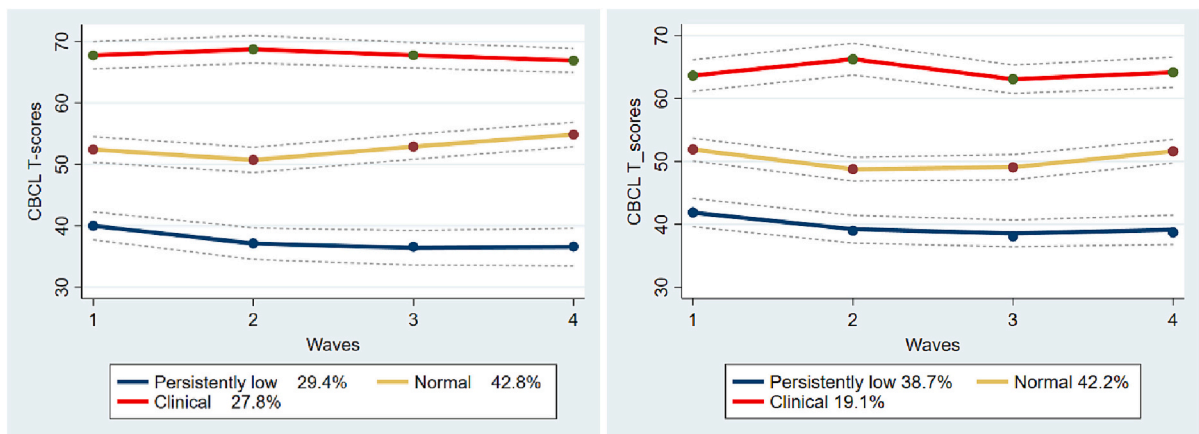 70
60
50
40
30
CBCL T-scores
1 2 3 4
Waves
Persistently low 29.4% Normal 42.8%
Clinical 27.8%
70
60
50
40
30
CBCL T_scores
1 2 3 4
Waves
Persistently low 38.7% Normal 42.2%
Clinical 19.1%